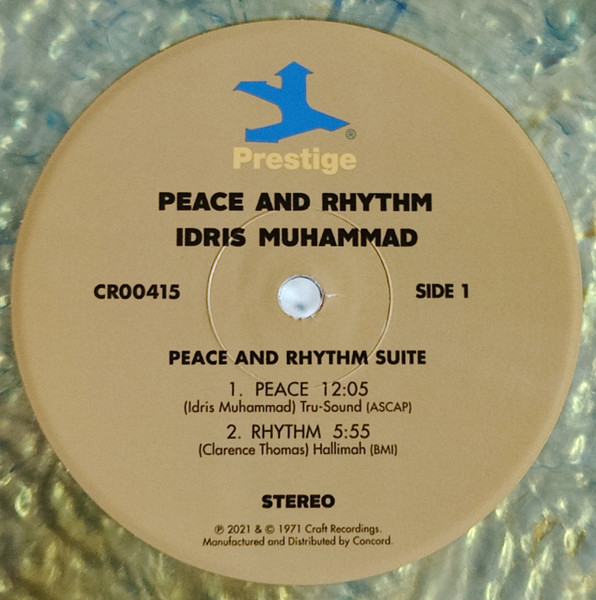 ®
Prestige
PEACE AND RHYTHM
IDRIS MUHAMMAD
CR00415
SIDE 1
PEACE AND RHYTHM SUITE
1. PEACE 12:05
(Idris Muhammad) Tru-Sound (ASCAP)
2. RHYTHM 5:55
(Clarence Thomas) Hallimah (BMI)
STEREO
℗ 2021 & © 1971 Craft Recordings.
Manufactured and Distributed by Concord.